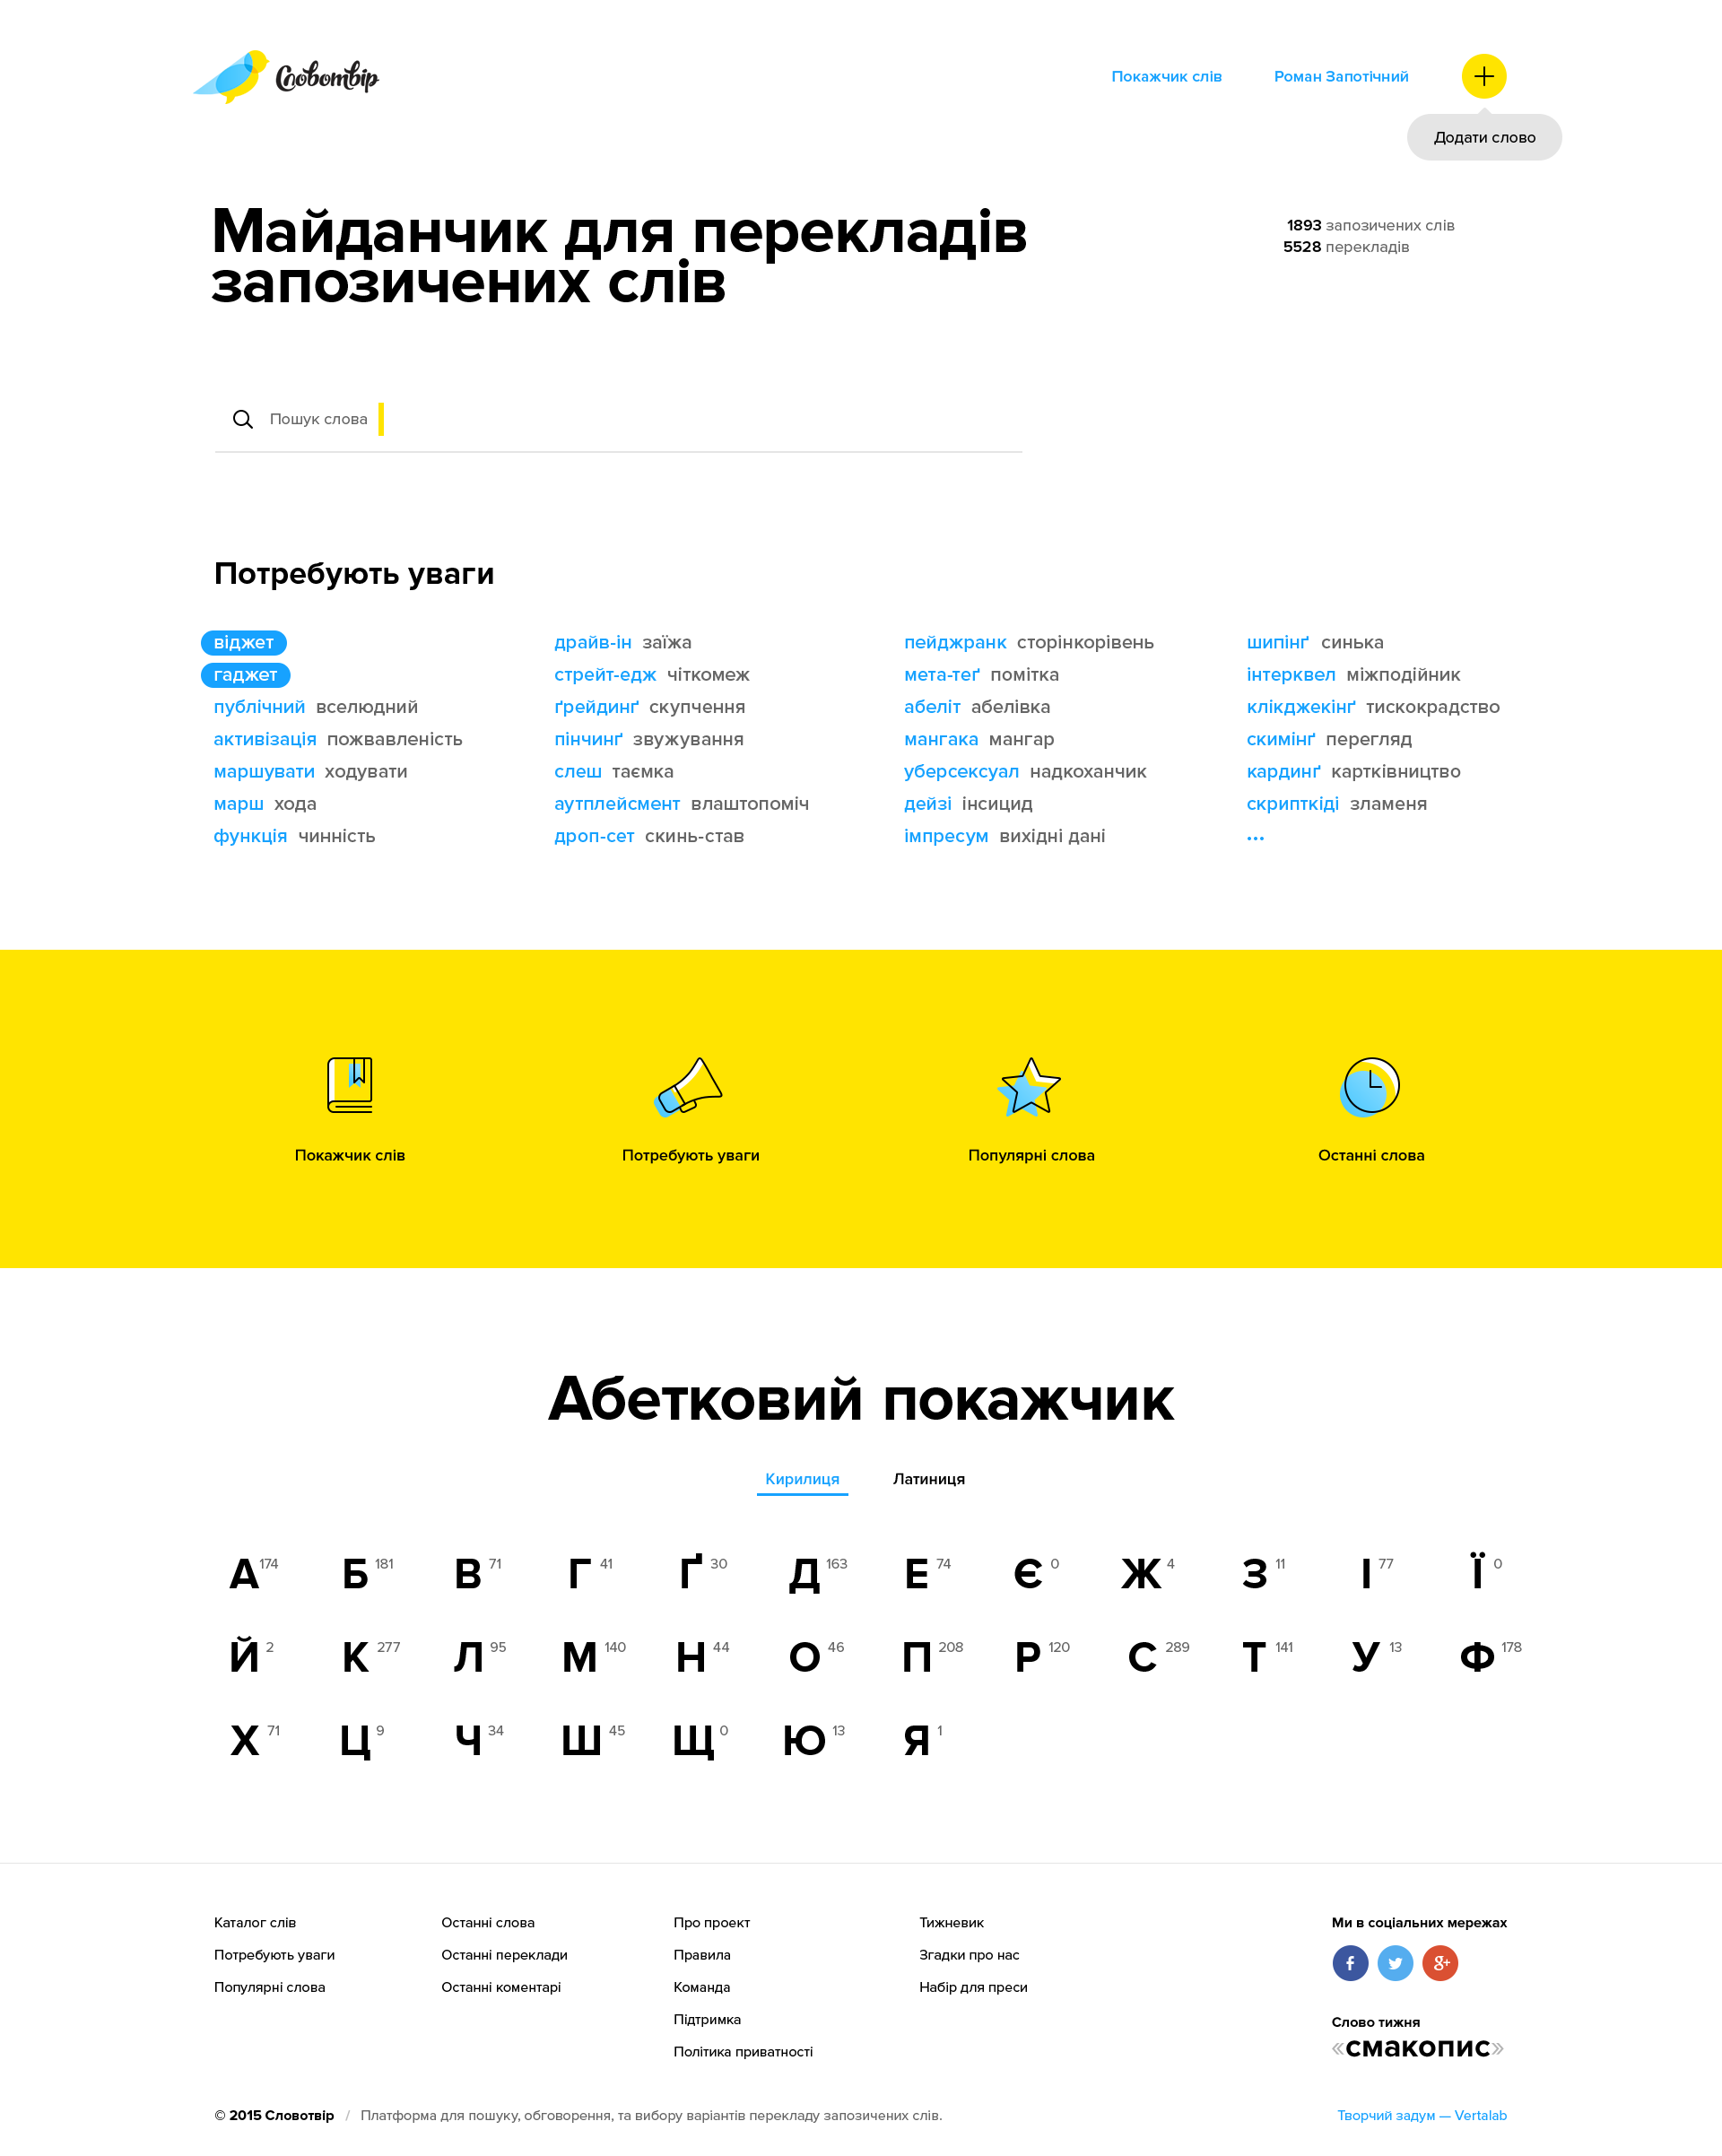 Словотвір
Покажчик слів Роман Запотічний
Додати слово
Майданчик для перекладів
запозичених слів
1893 запозичених слів
5528 перекладів
Пошук слова
Потребують уваги
віджет драйв-ін заїжа пейджранк сторінкорівень шипінґ синька
гаджет стрейт-едж чіткомеж мета-теґ помітка інтерквел міжподійник
публічний вселюдний ґрейдинґ скупчення абеліт абелівка клікджекінґ тискокрадство
активізація пожвавленість пінчинґ звужування мангака мангар скимінґ перегляд
маршувати ходувати слеш таємка уберсексуал надкоханчик кардинґ картківництво
марш хода аутплейсмент влаштопоміч дейзі інсицид скрипткіді зламеня
функція чинність дроп-сет скинь-став імпресум вихідні дані ...
Покажчик слів Потребують уваги Популярні слова Останні слова
Абетковий покажчик
Кирилиця Латиниця
А 174 Б 181 В 71 Г 41 Ґ 30 Д 163 Е 74 Є 0 Ж 4 З 11 І 77 Ї 0
Й 2 К 277 Л 95 М 140 Н 44 О 46 П 208 Р 120 С 289 Т 141 У 13 Ф 178
Х 71 Ц 9 Ч 34 Ш 45 Щ 0 Ю 13 Я 1
Каталог слів Останні слова Про проект Тижневик Ми в соціальних мережах
Потребують уваги Останні переклади Правила Згадки про нас
Популярні слова Останні коментарі Команда Набір для преси
Підтримка
Політика приватності
Слово тижня
«смакопис»
© 2015 Словотвір / Платформа для пошуку, обговорення, та вибору варіантів перекладу запозичених слів. Творчий задум — Vertalab